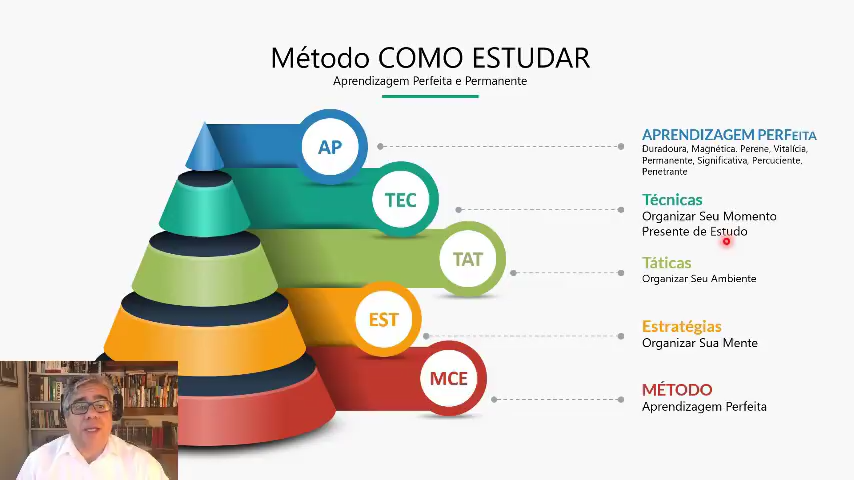 Método COMO ESTUDAR
Aprendizagem Perfeita e Permanente
AP
APRENDIZAGEM PERFEITA
Duradoura, Magnética. Perene, Vitalícia,
Permanente, Significativa, Percuciente.
Penetrante
TEC
Técnicas
Organizar Seu Momento
Presente de Estudo
TAT
Táticas
Organizar Seu Ambiente
EST
Estratégias
Organizar Sua Mente
MCE
MÉTODO
Aprendizagem Perfeita